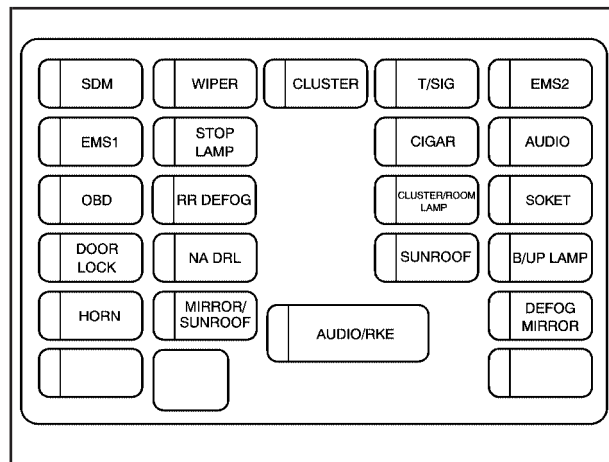 SDM
WIPER
CLUSTER
T/SIG
EMS2
EMS1
STOP
LAMP
CIGAR
AUDIO
OBD
RR DEFOG
CLUSTER/ROOM
LAMP
SOKET
DOOR
LOCK
NA DRL
SUNROOF
B/UP LAMP
HORN
MIRROR/
SUNROOF
AUDIO/RKE
DEFOG
MIRROR